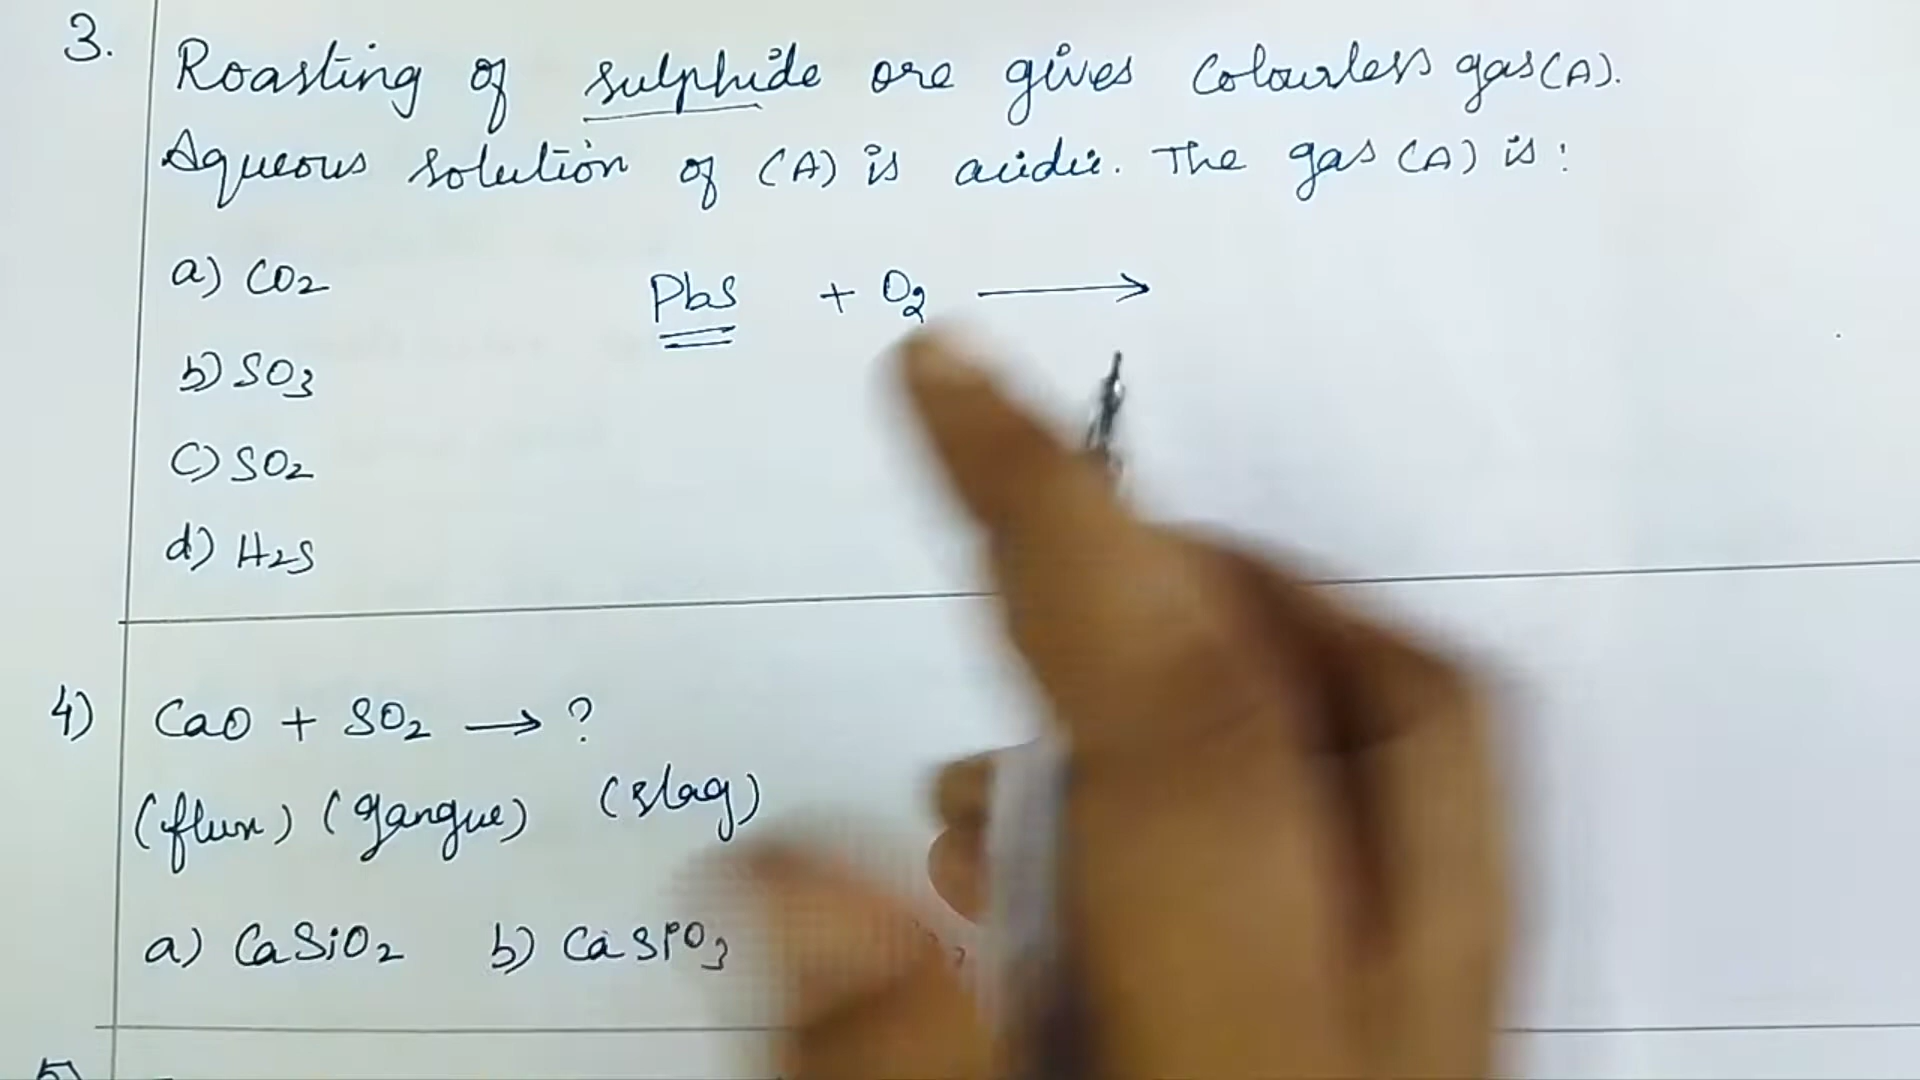 3.
Roasting of sulphide ore gives Colourless gas (A).
Aqueous solution of (A) is acidic. The gas (A) is :
a) CO2
PbS + O2 ⟶
b) SO3
c) SO2
d) H2S
4) CaO + SO2 → ?
(flux) (gangue) (slag)
a) CaSiO2 b) CaSiO3
5)